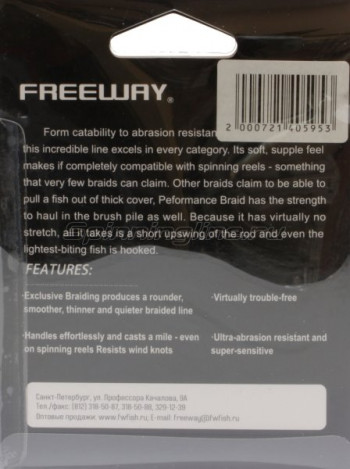 FREEWAY®
2 000721 405953
Form catability to abrasion resistan
this incredible line excels in every category. Its soft, supple feel
makes if completely compatible with spinning reels - something
that very few braids can claim. Other braids claim to be able to
pull a fish out of thick cover, Peformance Braid has the strength
to haul in the brush pile as well. Because it has virtually no
stretch, all it takes is a short upswing of the rod and even the
lightest-biting fish is hooked.
FEATURES:
·Exclusive Braiding produces a rounder,
smoother, thinner and quieter braided line
·Virtually trouble-free
·Handles effortlessly and casts a mile - even
on spinning reels Resists wind knots
·Ultra-abrasion resistant and
super-sensitive
Санкт-Петербург, ул. Профессора Качалова, 9А
Тел./факс: (812) 318-50-87, 318-50-88, 329-12-39
Оптовые продажи: www.fwfish.ru, E-mail: freeway@fwfish.ru